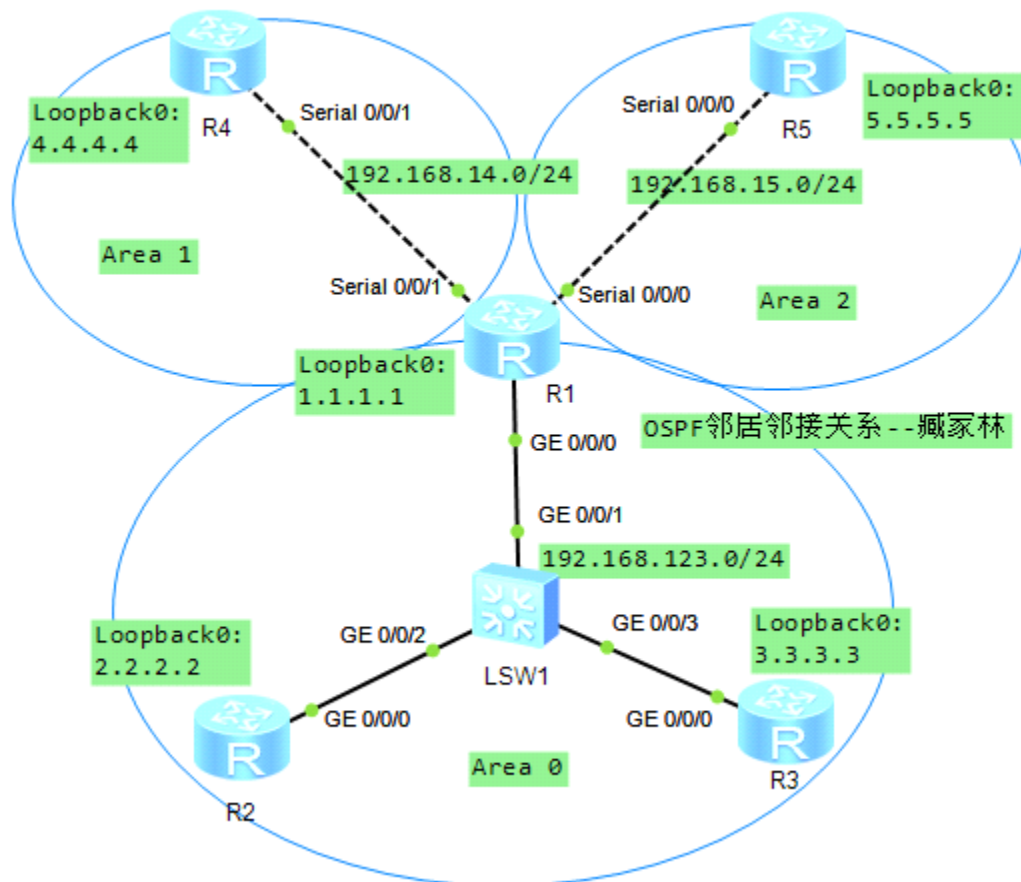 Loopback0:
4.4.4.4
R4
Serial 0/0/1
192.168.14.0/24
Area 1
Serial 0/0/1
Serial 0/0/0
R5
Loopback0:
5.5.5.5
192.168.15.0/24
Serial 0/0/0
Area 2
Loopback0:
1.1.1.1
R1
OSPF邻居邻接关系--臧冢林
GE 0/0/0
GE 0/0/1
192.168.123.0/24
Loopback0:
2.2.2.2
GE 0/0/2
GE 0/0/3
Loopback0:
3.3.3.3
LSW1
GE 0/0/0
GE 0/0/0
R2
Area 0
R3